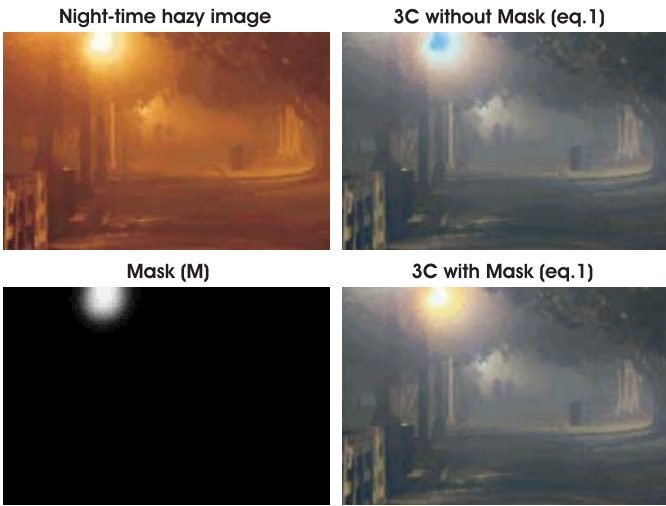 Night-time hazy image
3C without Mask (eq.1)
Mask (M)
3C with Mask (eq.1)